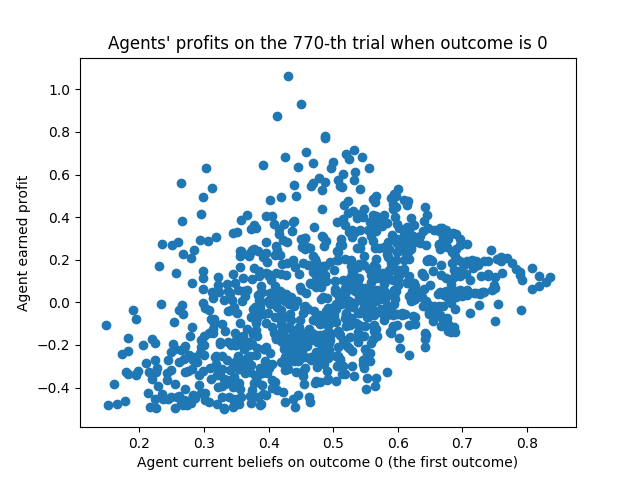 Agents' profits on the 770-th trial when outcome is 0
1.0
0.8
0.6
0.4
0.2
0.0
−0.2
−0.4
Agent earned profit
0.2 0.3 0.4 0.5 0.6 0.7 0.8
Agent current beliefs on outcome 0 (the first outcome)